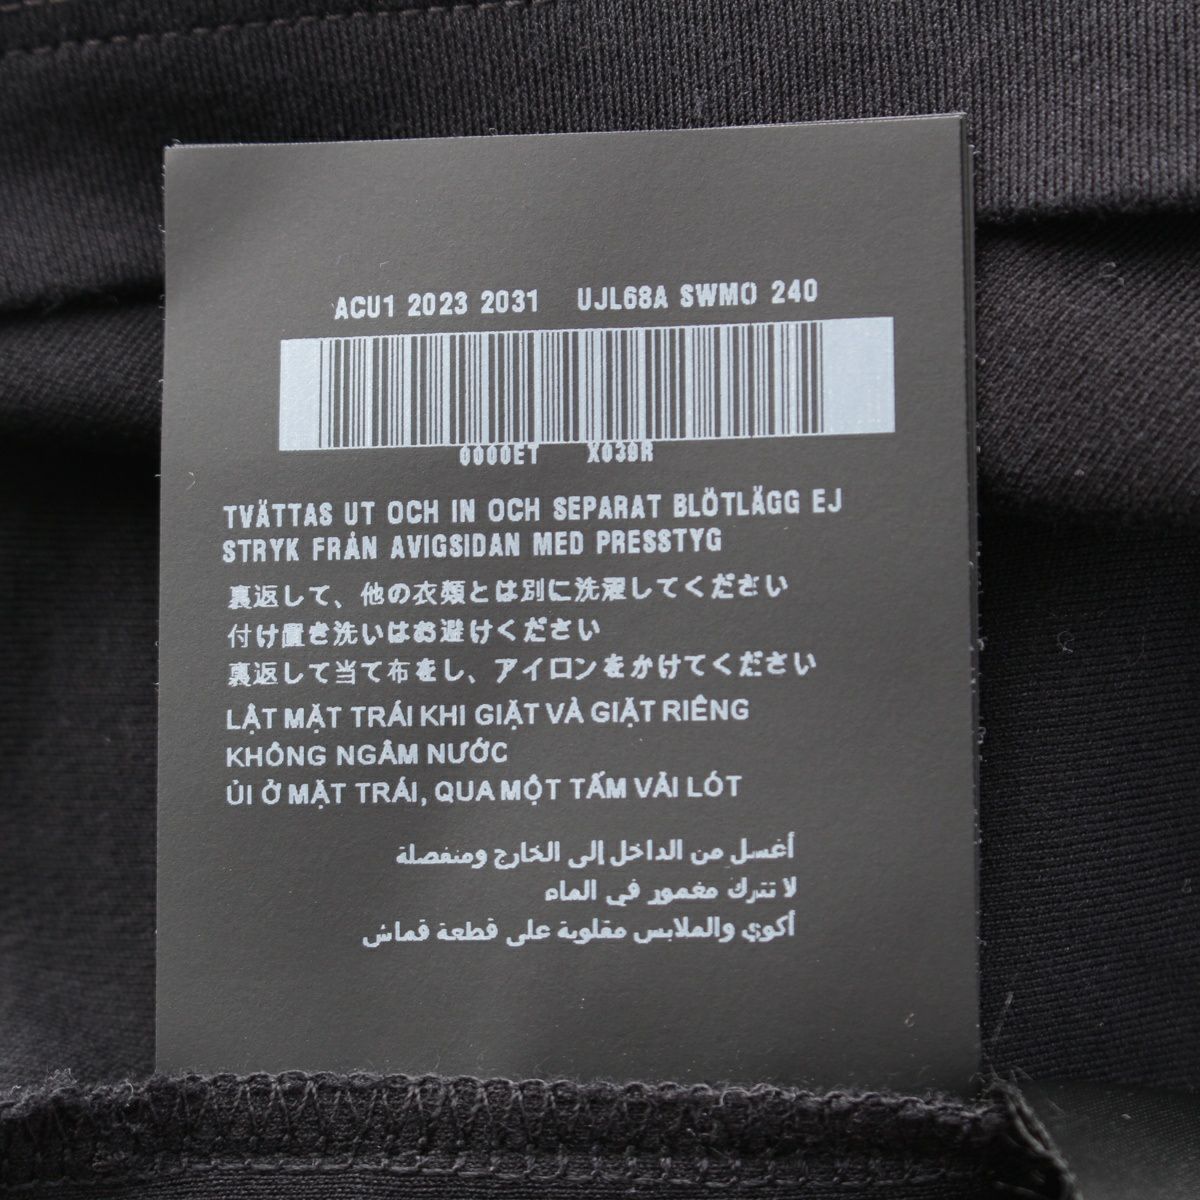 ACU1 2023 2031 UJL68A SWMO 240
0000ET X039R
TVÄTTAS UT OCH IN OCH SEPARAT BLÖTLÄGG EJ
STRYK FRÅN AVIGSIDAN MED PRESSTYG
裏返して、他の衣類とは別に洗濯してください
付け置き洗いはお避けください
裏返して当て布をし、アイロンをかけてください
LẬT MẶT TRÁI KHI GIẶT VÀ GIẶT RIÊNG
KHÔNG NGÂM NƯỚC
ỦI Ở MẶT TRÁI, QUA MỘT TẤM VẢI LÓT
أغسل من الداخل إلى الخارج ومنفصلة
لا تترك مغمور في الماء
أكوي والملابس مقلوبة على قطعة قماش